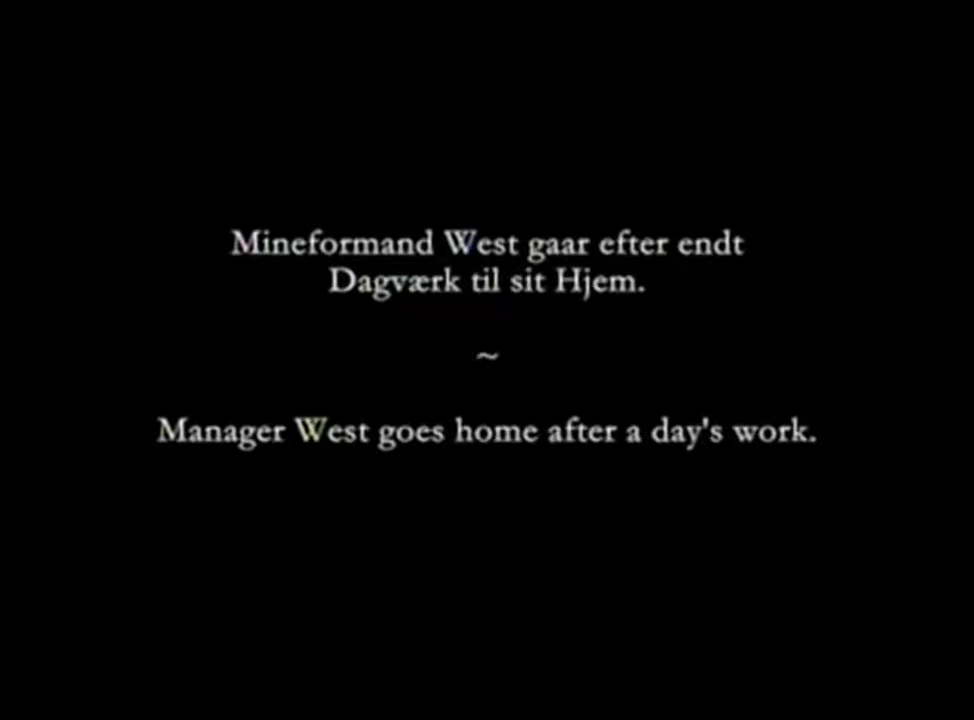 Mineformand West gaar efter endt
Dagværk til sit Hjem.
~
Manager West goes home after a day's work.